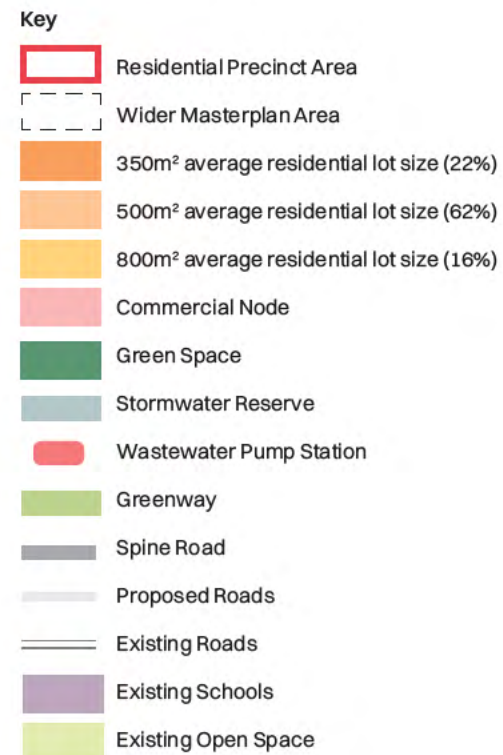 Key
Residential Precinct Area
Wider Masterplan Area
350m² average residential lot size (22%)
500m² average residential lot size (62%)
800m² average residential lot size (16%)
Commercial Node
Green Space
Stormwater Reserve
Wastewater Pump Station
Greenway
Spine Road
Proposed Roads
Existing Roads
Existing Schools
Existing Open Space